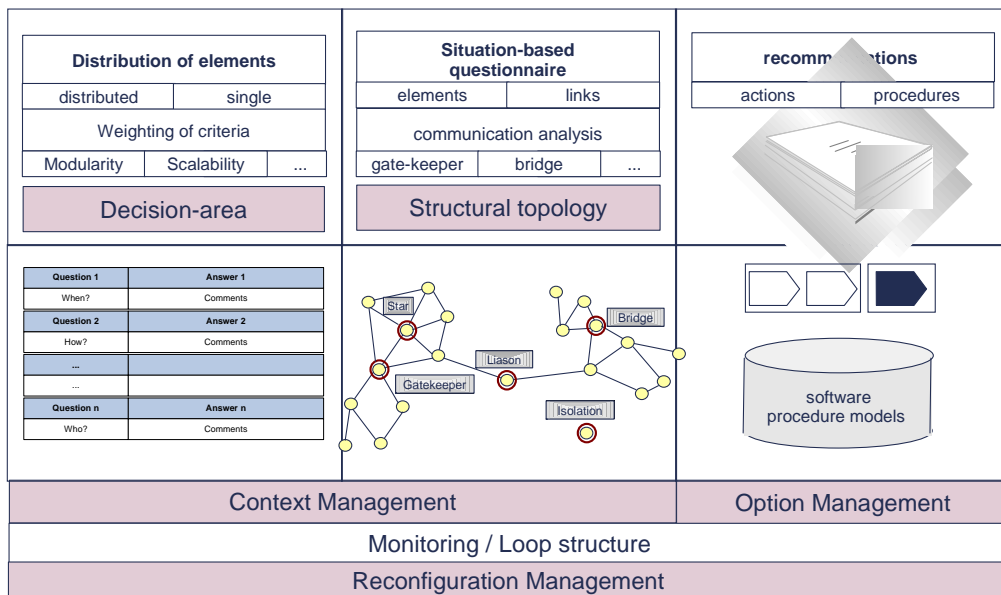 Distribution of elements
distributed single
Weighting of criteria
Modularity Scalability ...
Decision-area
Situation-based
questionnaire
elements links
communication analysis
gate-keeper bridge ...
Structural topology
recommendations
actions procedures
Question 1 Answer 1
When? Comments
Question 2 Answer 2
How? Comments
...
...
Question n Answer n
Who? Comments
Star
Bridge
Liason
Gatekeeper
Isolation
software
procedure models
Context Management
Option Management
Monitoring / Loop structure
Reconfiguration Management